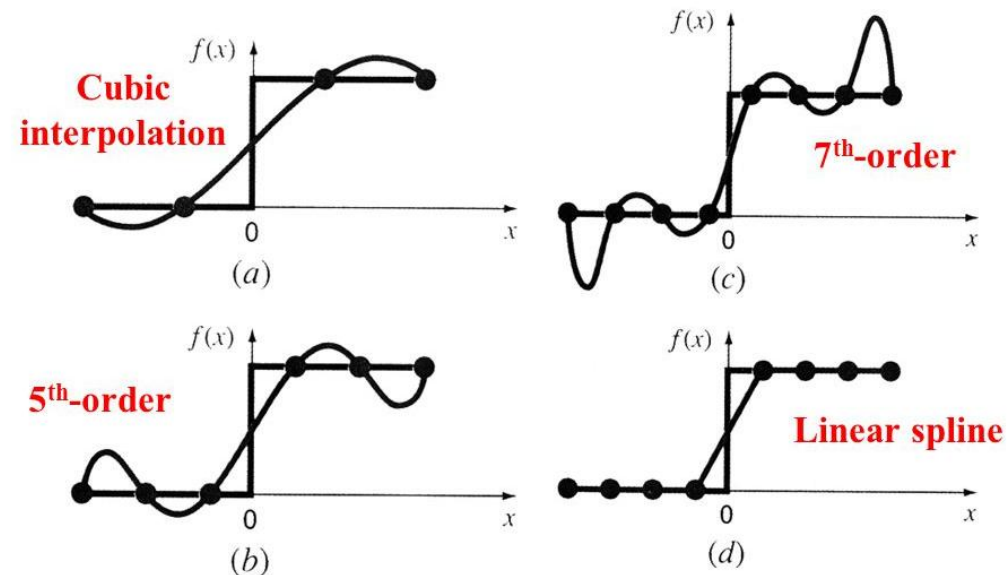 f(x)
Cubic
interpolation
0
x
(a)
f(x)
7th-order
0
x
(c)
f(x)
5th-order
0
x
(b)
f(x)
Linear spline
0
x
(d)